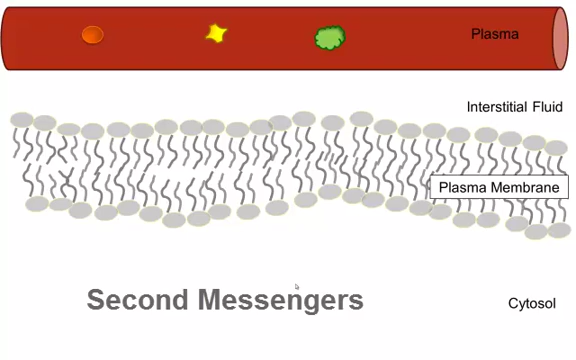 Plasma
Interstitial Fluid
Plasma Membrane
Second Messengers
Cytosol